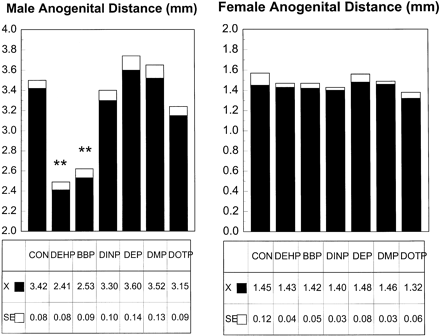 Male Anogenital Distance (mm)
4.0
3.8
3.6
3.4
3.2
3.0
2.8
2.6
2.4
2.2
2.0
** **
CON DEHP BBP DINP DEP DMP DOTP
X 3.42 2.41 2.53 3.30 3.60 3.52 3.15
SE 0.08 0.08 0.09 0.10 0.14 0.13 0.09
Female Anogenital Distance (mm)
2.0
1.8
1.6
1.4
1.2
1.0
0.8
0.6
0.4
0.2
0.0
CON DEHP BBP DINP DEP DMP DOTP
X 1.45 1.43 1.42 1.40 1.48 1.46 1.32
SE 0.12 0.04 0.05 0.03 0.08 0.03 0.06